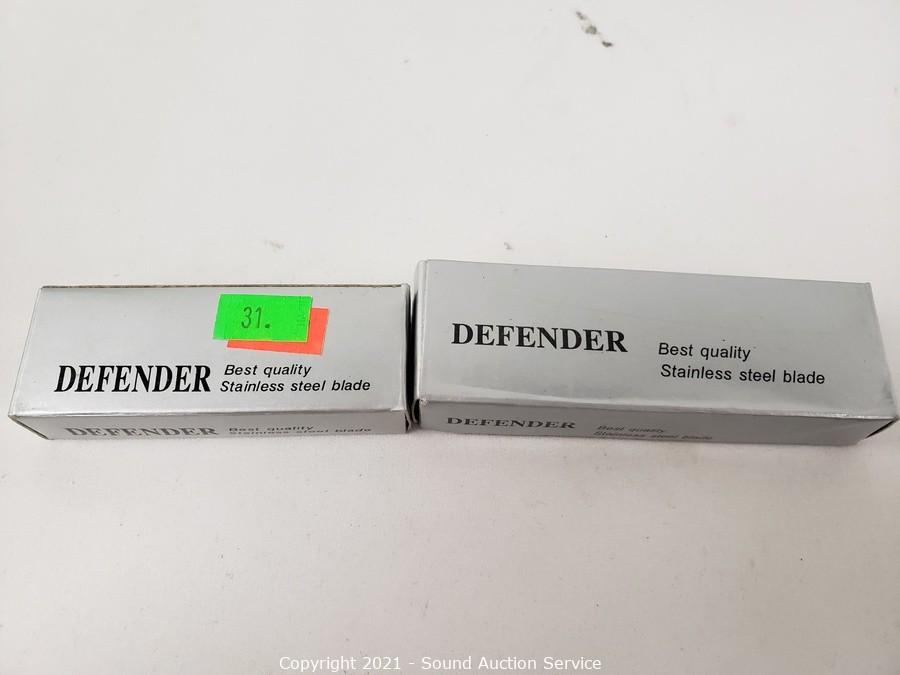 31.
DEFENDER
Best quality
Stainless steel blade
DEFENDER
Best quality
Stainless steel blade
DEFENDER
Best quality
Stainless steel blade
DEFENDER
Best quality
Stainless steel blade
Copyright 2021 - Sound Auction Service